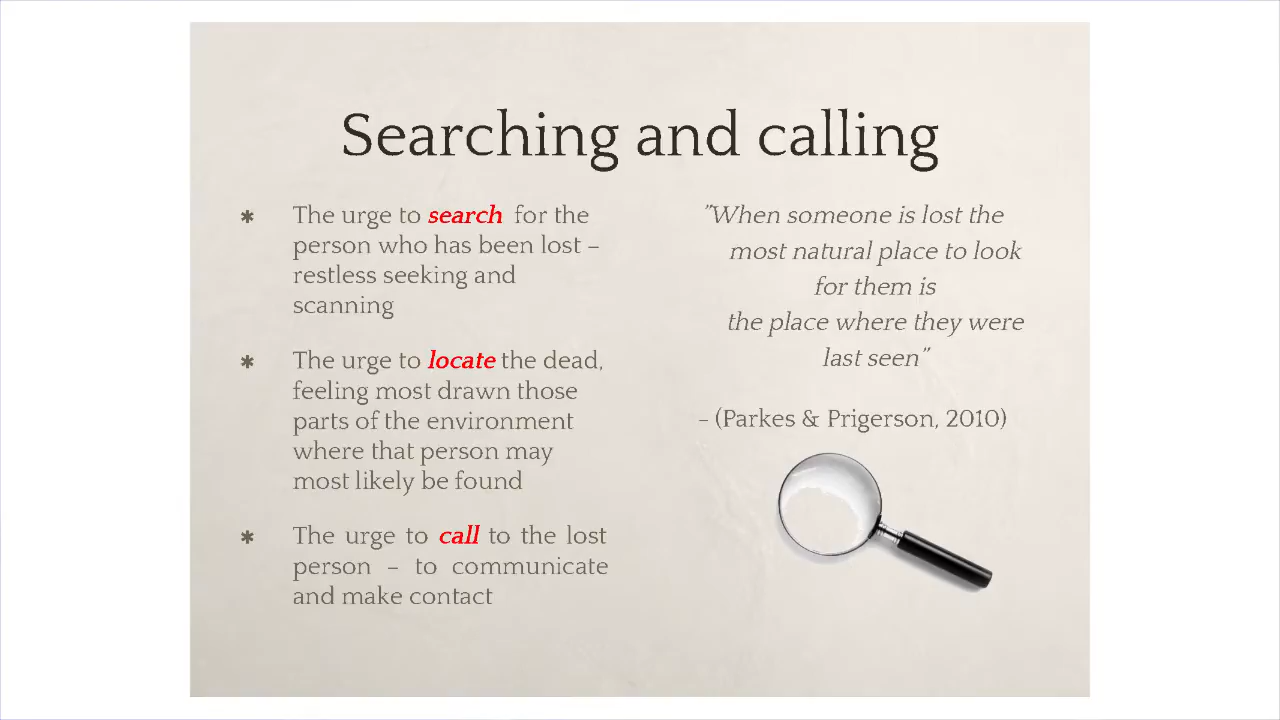 Searching and calling
✱ The urge to search for the
person who has been lost –
restless seeking and
scanning
✱ The urge to locate the dead,
feeling most drawn those
parts of the environment
where that person may
most likely be found
✱ The urge to call to the lost
person – to communicate
and make contact
"When someone is lost the
most natural place to look
for them is
the place where they were
last seen"
– (Parkes & Prigerson, 2010)